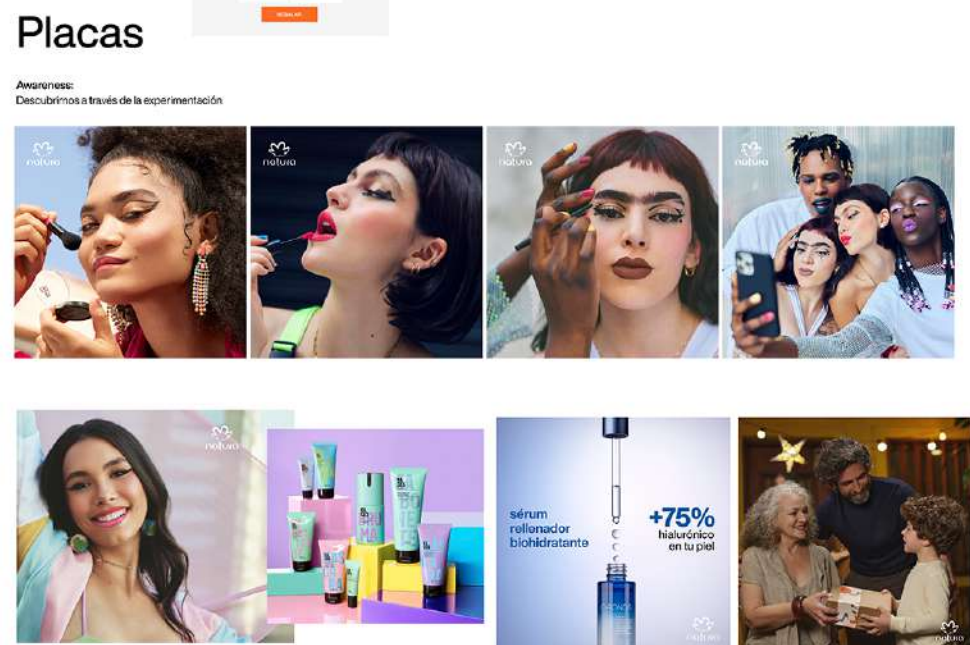 REGALAR
Placas
Awareness:
Descubrimos a través de la experimentación
natura
natura
natura
natura
natura
sérum
rellenador
biohidratante
+75%
hialurónico
en tu piel
CHRONOS
natura
natura